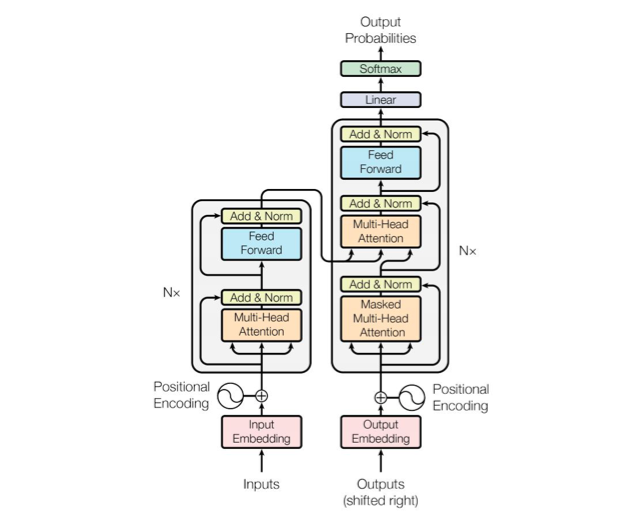 Output
Probabilities
Softmax
Linear
Add & Norm
Feed
Forward
Add & Norm
Multi-Head
Attention
Add & Norm
Masked
Multi-Head
Attention
Nx
Add & Norm
Feed
Forward
Add & Norm
Multi-Head
Attention
Nx
Positional
Encoding
Positional
Encoding
Input
Embedding
Output
Embedding
Inputs
Outputs
(shifted right)